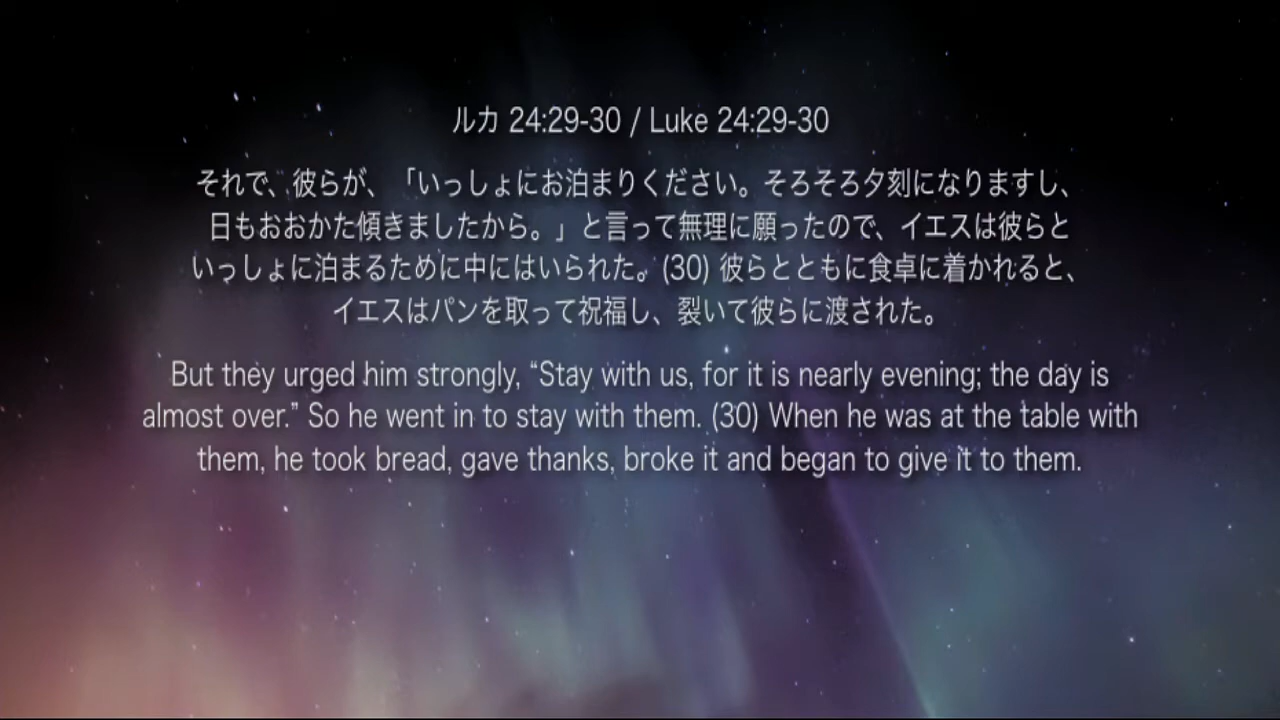 ルカ 24:29-30 / Luke 24:29-30
それで、彼らが、「いっしょにお泊まりください。そろそろ夕刻になりますし、
日もおおかた傾きましたから。」と言って無理に願ったので、イエスは彼らと
いっしょに泊まるために中にはいられた。(30) 彼らとともに食卓に着かれると、
イエスはパンを取って祝福し、裂いて彼らに渡された。
But they urged him strongly, “Stay with us, for it is nearly evening; the day is
almost over.” So he went in to stay with them. (30) When he was at the table with
them, he took bread, gave thanks, broke it and began to give it to them.